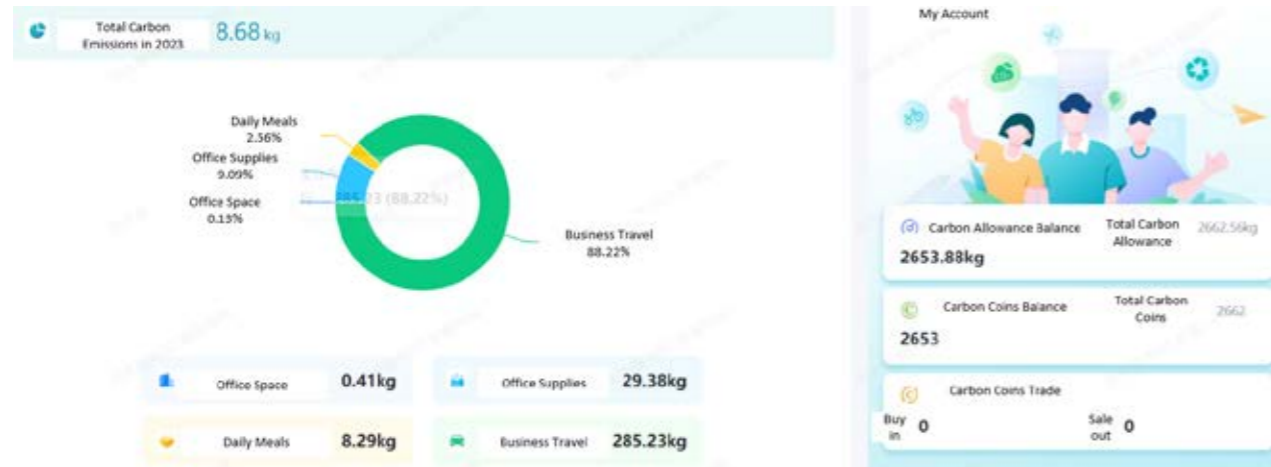 Total Carbon
Emissions in 2023
8.68 kg
Daily Meals
2.56%
Office Supplies
9.09%
Office Space
0.13%
(88.22%)
Business Travel
88.22%
Office Space 0.41kg
Office Supplies 29.38kg
Daily Meals 8.29kg
Business Travel 285.23kg
My Account
Carbon Allowance Balance
2653.88kg
Total Carbon
Allowance
2662.56kg
Carbon Coins Balance
2653
Total Carbon
Coins
2662
Carbon Coins Trade
Buy
in
0
Sale
out
0